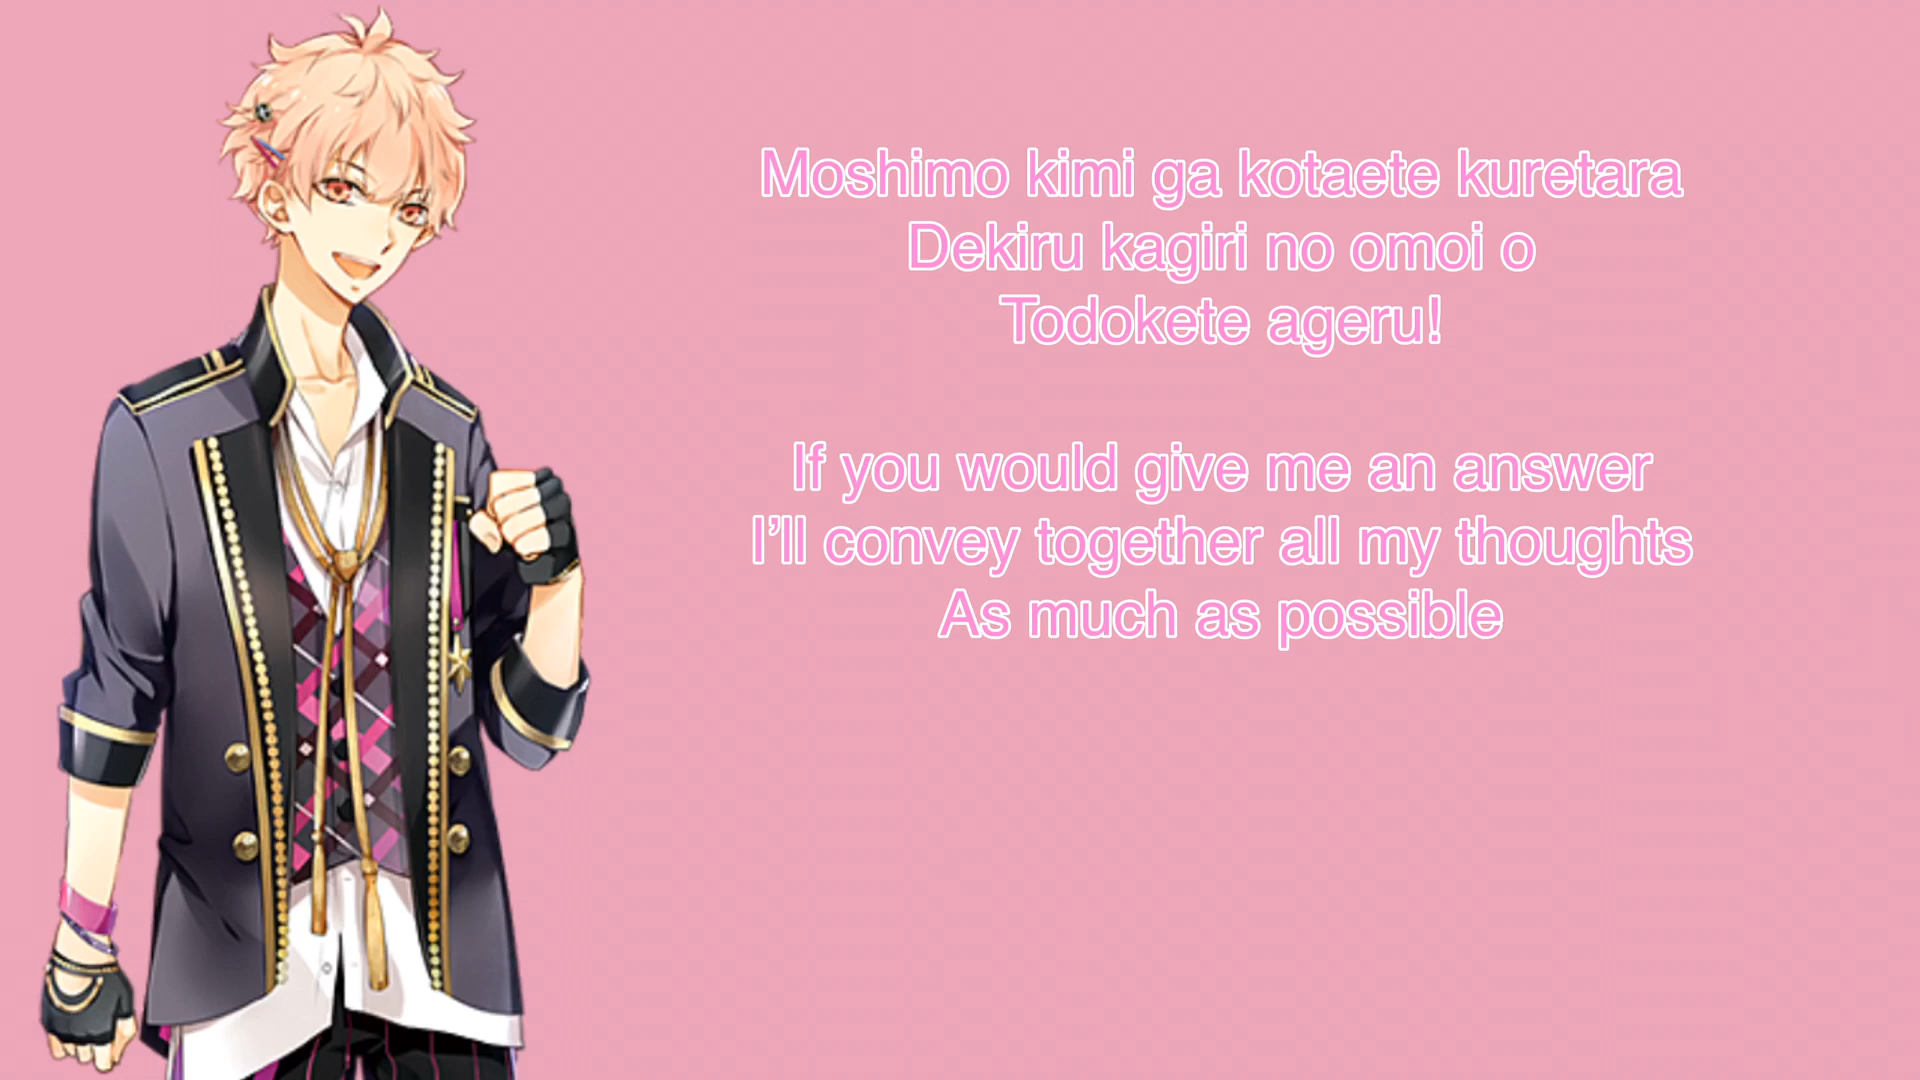 Moshimo kimi ga kotaete kuretara
Dekiru kagiri no omoi o
Todokete ageru!
If you would give me an answer
I’ll convey together all my thoughts
As much as possible